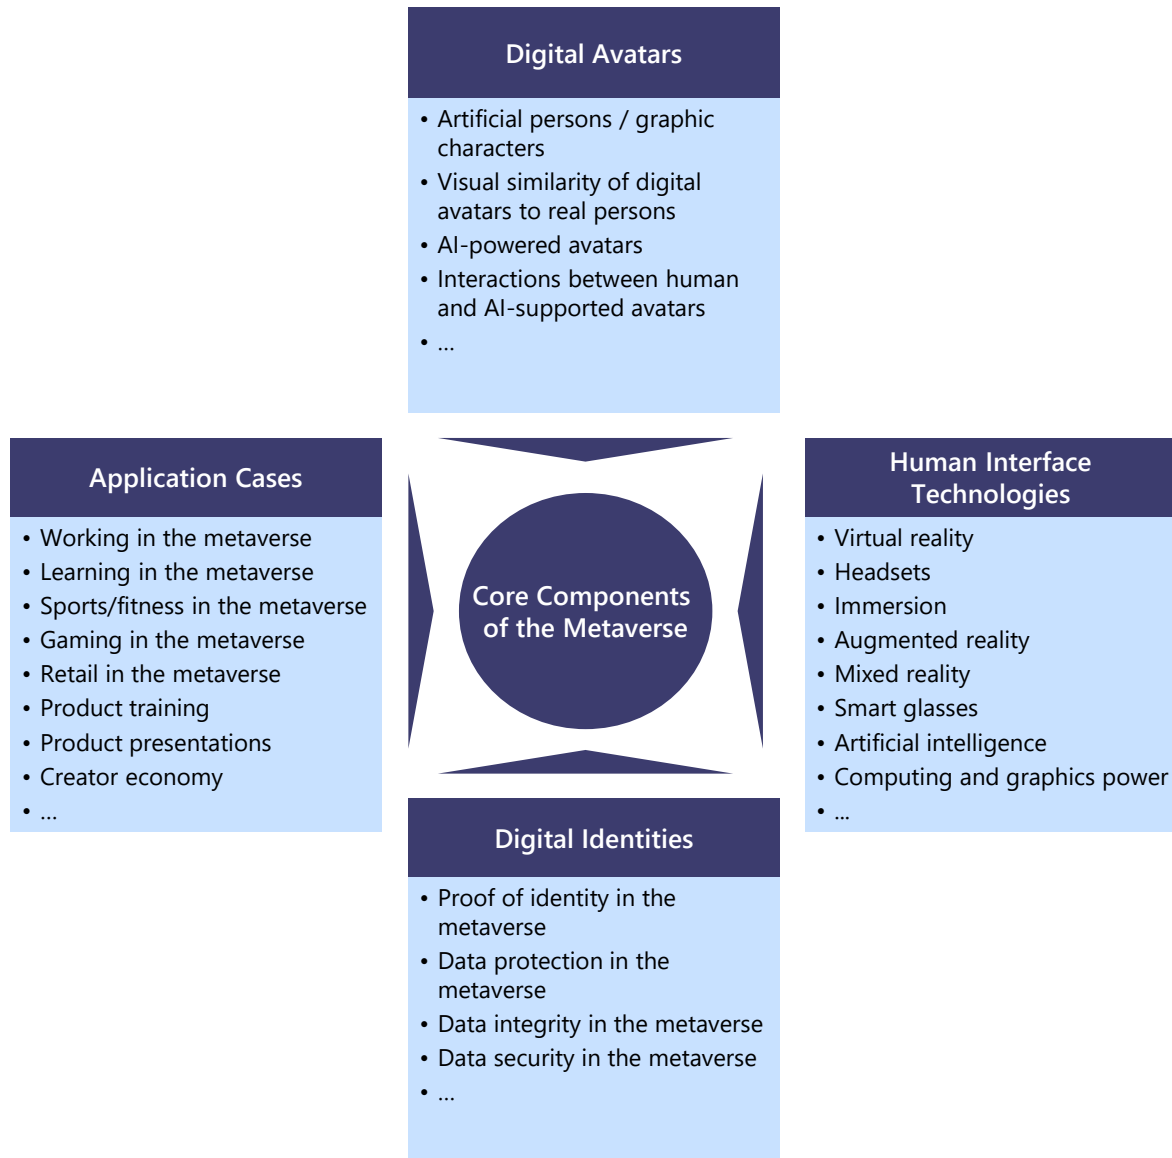 Digital Avatars
• Artificial persons / graphic
characters
• Visual similarity of digital
avatars to real persons
• AI-powered avatars
• Interactions between human
and AI-supported avatars
• ...
Application Cases
• Working in the metaverse
• Learning in the metaverse
• Sports/fitness in the metaverse
• Gaming in the metaverse
• Retail in the metaverse
• Product training
• Product presentations
• Creator economy
• ...
Core Components
of the Metaverse
Human Interface
Technologies
• Virtual reality
• Headsets
• Immersion
• Augmented reality
• Mixed reality
• Smart glasses
• Artificial intelligence
• Computing and graphics power
• ...
Digital Identities
• Proof of identity in the
metaverse
• Data protection in the
metaverse
• Data integrity in the metaverse
• Data security in the metaverse
• ...